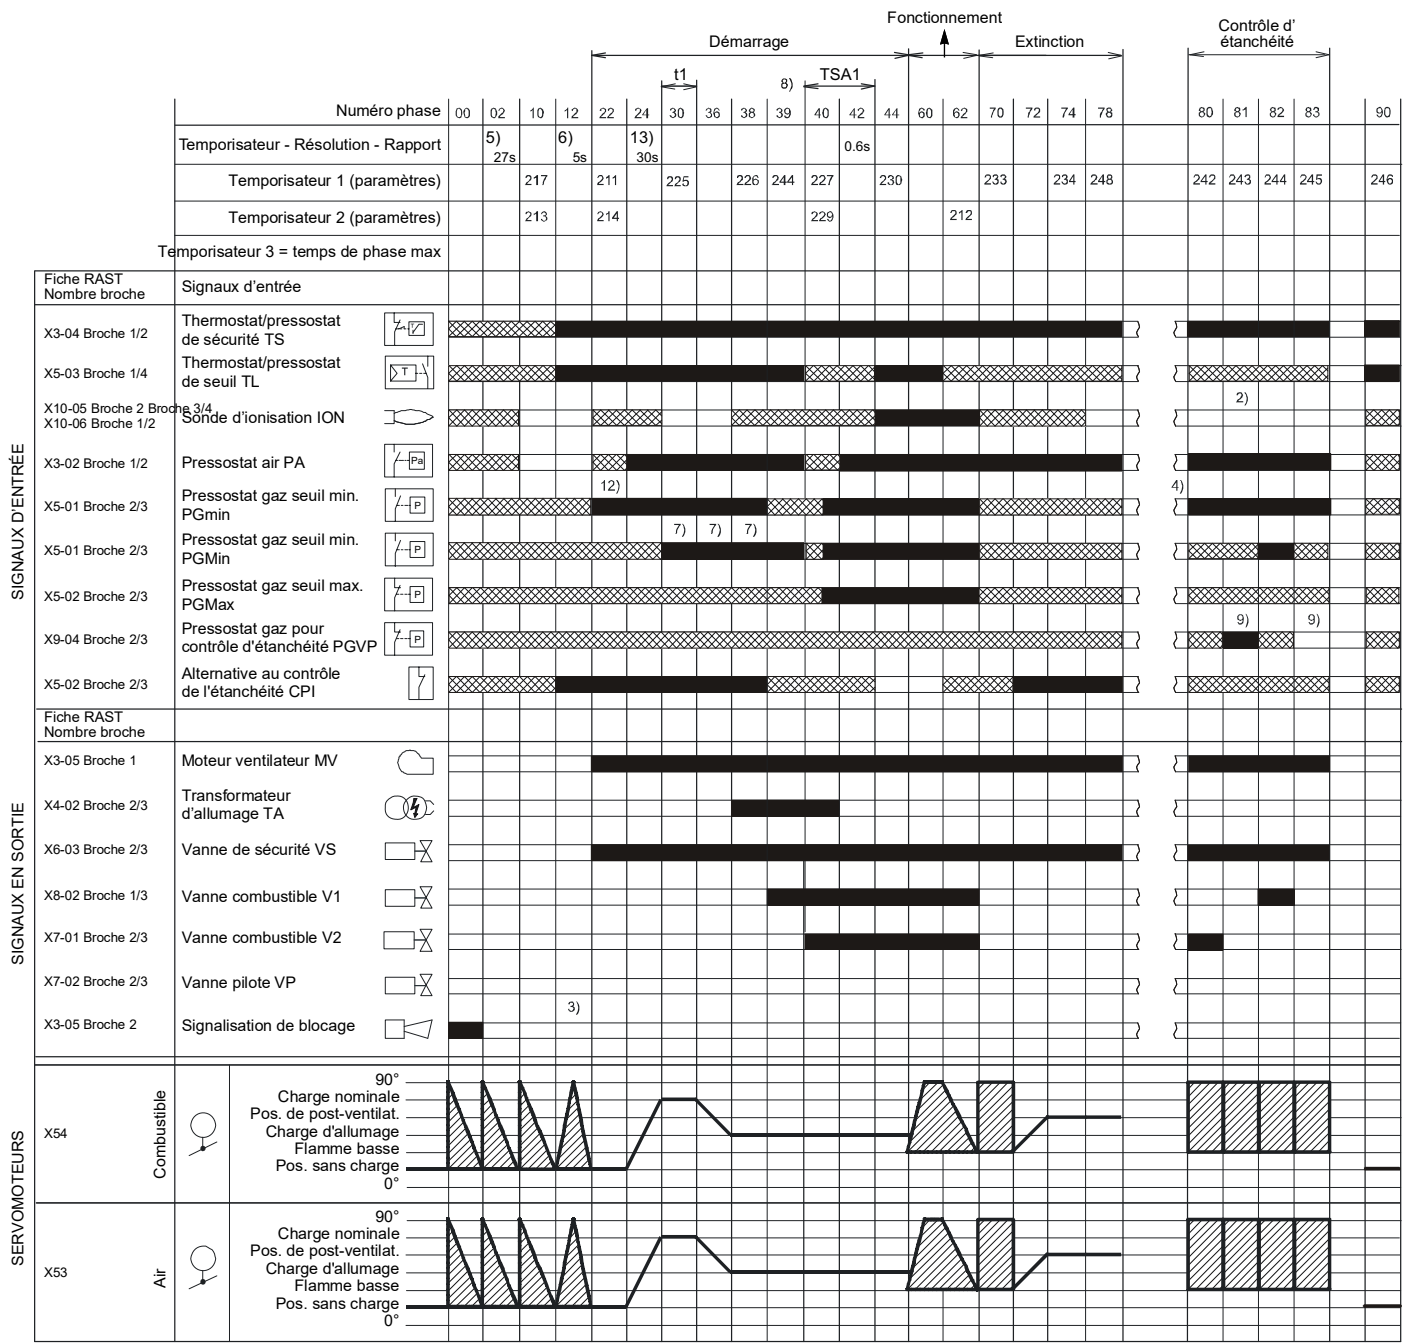 Fonctionnement
Démarrage
Extinction
Contrôle d'
étanchéité
t1
8)
TSA1
Numéro phase 00 02 10 12 22 24 30 36 38 39 40 42 44 60 62 70 72 74 78 80 81 82 83 90
5) 6) 13)
Temporisateur - Résolution - Rapport 0.6s
27s 5s 30s
Temporisateur 1 (paramètres) 217 211 225 226 244 227 230 233 234 248 242 243 244 245 246
Temporisateur 2 (paramètres) 213 214 229 212
Temporisateur 3 = temps de phase max
Fiche RAST
Nombre broche
Signaux d'entrée
SIGNAUX D'ENTRÉE
X3-04 Broche 1/2
Thermostat/pressostat
de sécurité TS
X5-03 Broche 1/4
Thermostat/pressostat
de seuil TL
T
2)
X10-05 Broche 2 Broche 3/4
X10-06 Broche 1/2
Sonde d'ionisation ION
X3-02 Broche 1/2
Pressostat air PA
Pa
12) 4)
X5-01 Broche 2/3
Pressostat gaz seuil min.
PGmin
P
7) 7) 7)
X5-01 Broche 2/3
Pressostat gaz seuil min.
PGMin
P
X5-02 Broche 2/3
Pressostat gaz seuil max.
PGMax
P
9) 9)
X9-04 Broche 2/3
Pressostat gaz pour
contrôle d'étanchéité PGVP
P
X5-02 Broche 2/3
Alternative au contrôle
de l'étanchéité CPI
Fiche RAST
Nombre broche
SIGNAUX EN SORTIE
X3-05 Broche 1
Moteur ventilateur MV
X4-02 Broche 2/3
Transformateur
d'allumage TA
X6-03 Broche 2/3
Vanne de sécurité VS
X8-02 Broche 1/3
Vanne combustible V1
X7-01 Broche 2/3
Vanne combustible V2
X7-02 Broche 2/3
Vanne pilote VP
3)
X3-05 Broche 2
Signalisation de blocage
SERVOMOTEURS
X54
Combustible
90°
Charge nominale
Pos. de post-ventilat.
Charge d'allumage
Flamme basse
Pos. sans charge
0°
X53
Air
90°
Charge nominale
Pos. de post-ventilat.
Charge d'allumage
Flamme basse
Pos. sans charge
0°